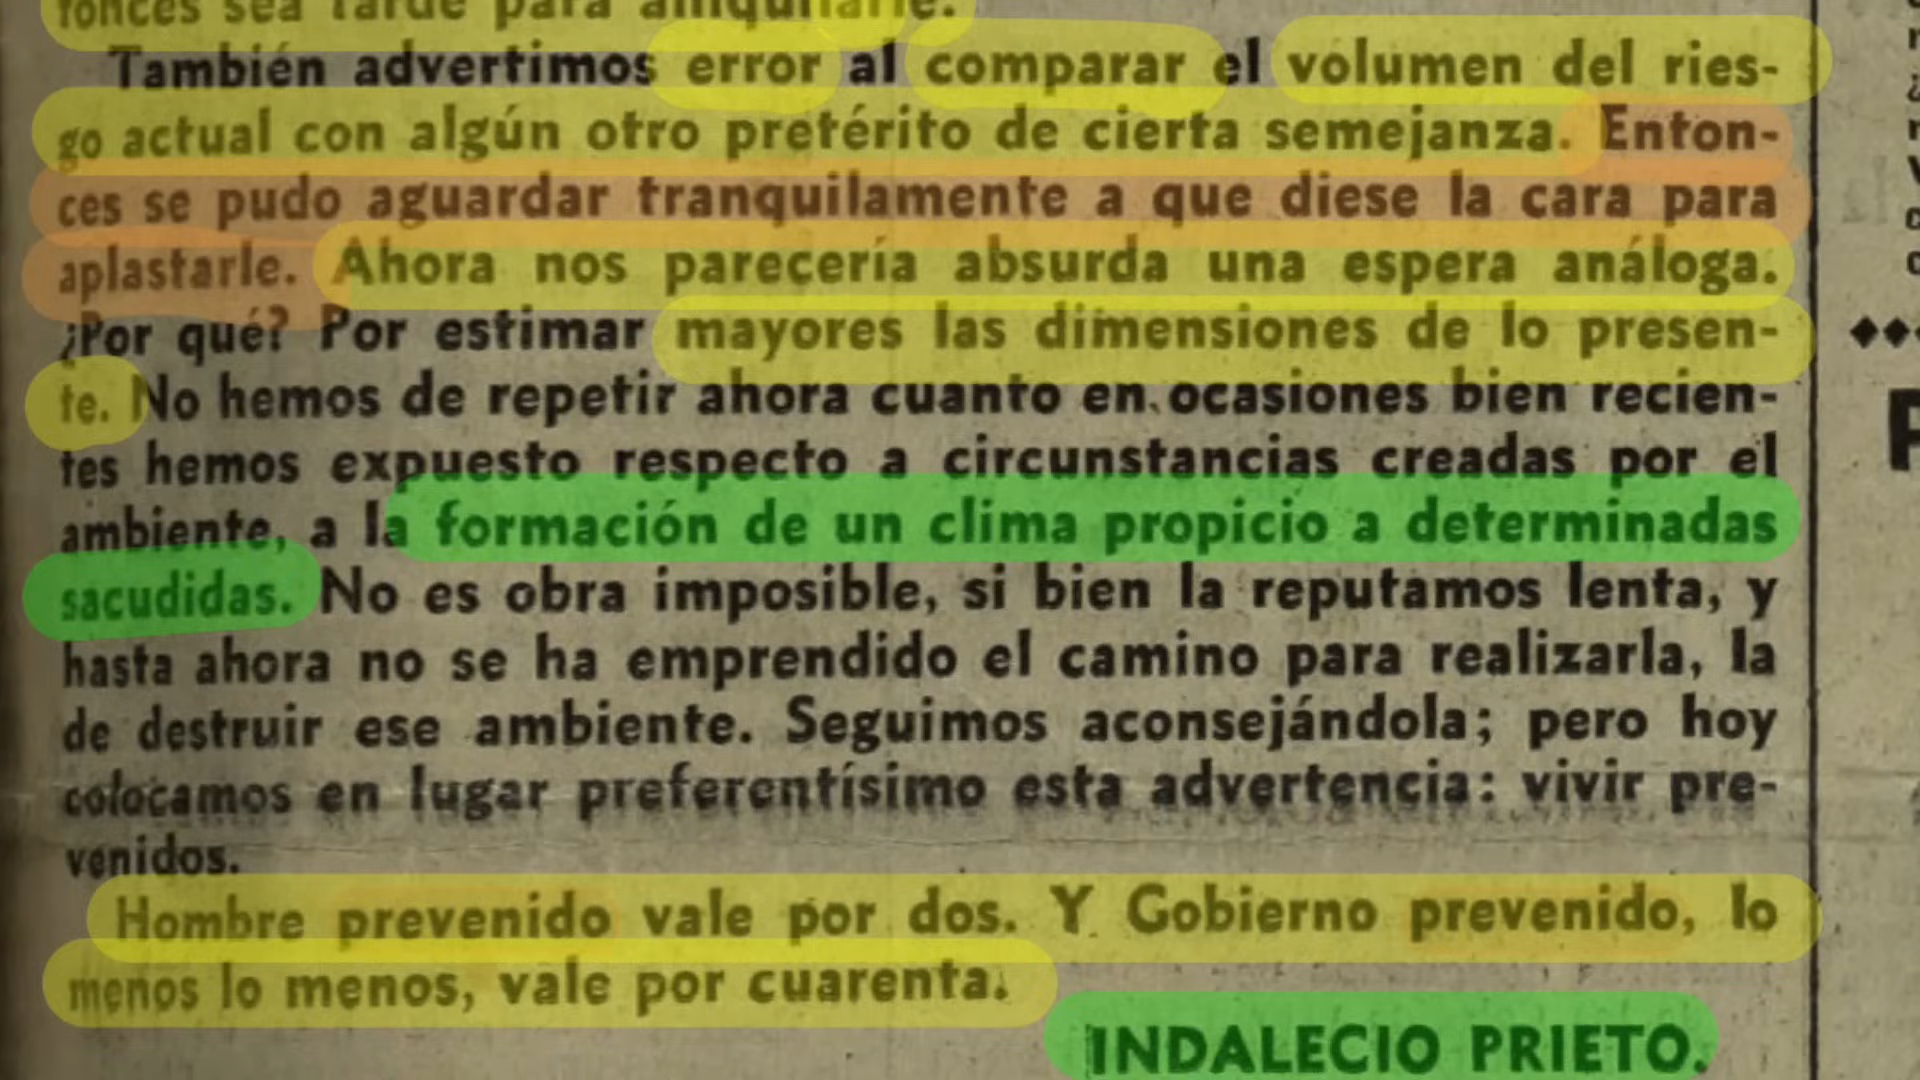 tonces sea tarde para aniquilarle.
También advertimos error al comparar el volumen del ries-
go actual con algún otro pretérito de cierta semejanza. Enton-
ces se pudo aguardar tranquilamente a que diese la cara para
aplastarle. Ahora nos parecería absurda una espera análoga.
¿Por qué? Por estimar mayores las dimensiones de lo presen-
te. No hemos de repetir ahora cuanto en ocasiones bien recien-
tes hemos expuesto respecto a circunstancias creadas por el
ambiente, a la formación de un clima propicio a determinadas
sacudidas. No es obra imposible, si bien la reputamos lenta, y
hasta ahora no se ha emprendido el camino para realizarla, la
de destruir ese ambiente. Seguimos aconsejándola; pero hoy
colocamos en lugar preferentísimo esta advertencia: vivir pre-
venidos.
Hombre prevenido vale por dos. Y Gobierno prevenido, lo
menos lo menos, vale por cuarenta.
INDALECIO PRIETO.